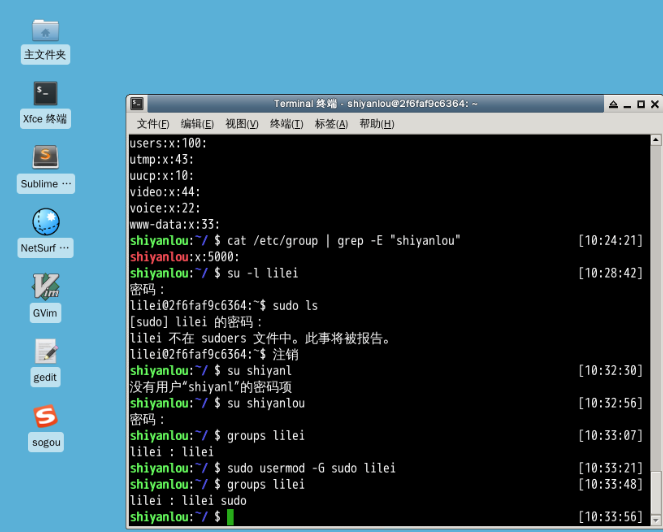 主文件夹
Xfce 终端
Sublime ···
NetSurf ···
GVim
gedit
sogou
Terminal 终端 - shiyanlou@2f6faf9c6364: ~
文件(F) 编辑(E) 视图(V) 终端(T) 标签(A) 帮助(H)
users:x:100:
utmp:x:43:
uucp:x:10:
video:x:44:
voice:x:22:
www-data:x:33:
shiyanlou:~/ $ cat /etc/group | grep -E "shiyanlou" [10:24:21]
shiyanlou:x:5000:
shiyanlou:~/ $ su -l lilei [10:28:42]
密码：
lilei@2f6faf9c6364:~$ sudo ls
[sudo] lilei 的密码：
lilei 不在 sudoers 文件中。此事将被报告。
lilei@2f6faf9c6364:~$ 注销
shiyanlou:~/ $ su shiyanl [10:32:30]
没有用户“shiyanl”的密码项
shiyanlou:~/ $ su shiyanlou [10:32:56]
密码：
shiyanlou:~/ $ groups lilei [10:33:07]
lilei : lilei
shiyanlou:~/ $ sudo usermod -G sudo lilei [10:33:21]
shiyanlou:~/ $ groups lilei [10:33:48]
lilei : lilei sudo
shiyanlou:~/ $ [10:33:56]